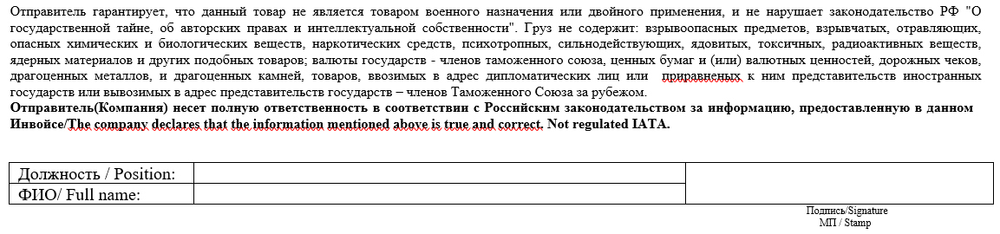 Отправитель гарантирует, что данный товар не является товаром военного назначения или двойного применения, и не нарушает законодательство РФ "О
государственной тайне, об авторских правах и интеллектуальной собственности". Груз не содержит: взрывоопасных предметов, взрывчатых, отравляющих,
опасных химических и биологических веществ, наркотических средств, психотропных, сильнодействующих, ядовитых, токсичных, радиоактивных веществ,
ядерных материалов и других подобных товаров; валюты государств - членов таможенного союза, ценных бумаг и (или) валютных ценностей, дорожных чеков,
драгоценных металлов, и драгоценных камней, товаров, ввозимых в адрес дипломатических лиц или приравненых к ним представительств иностранных
государств или вывозимых в адрес представительств государств – членов Таможенного Союза за рубежом.
Отправитель(Компания) несет полную ответственность в соответствии с Российским законодательством за информацию, предоставленную в данном
Инвойсе/The company declares that the information mentioned above is true and correct. Not regulated IATA.
Должность / Position:
ФИО/ Full name:
Подпись/Signature
МП / Stamp